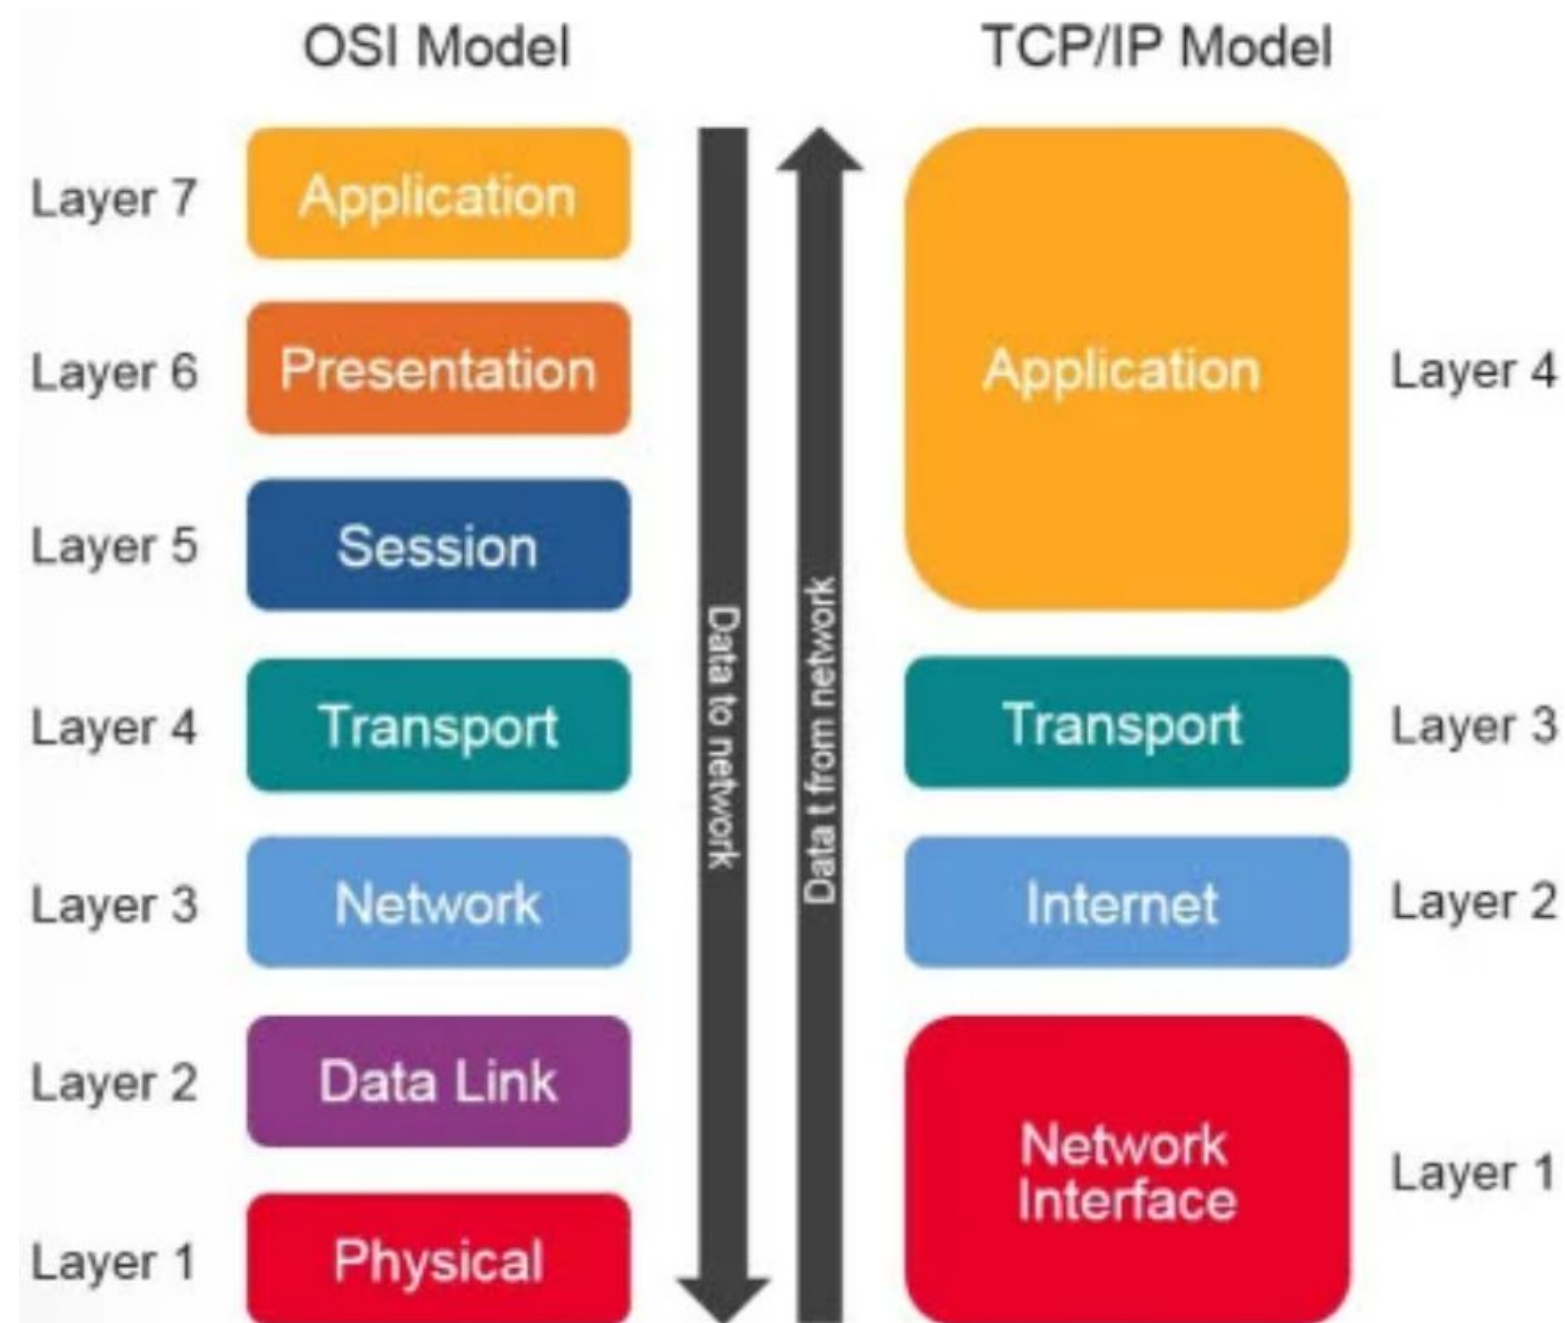 OSI Model
TCP/IP Model
Layer 7
Application
Layer 6
Presentation
Layer 5
Session
Layer 4
Transport
Layer 3
Network
Layer 2
Data Link
Layer 1
Physical
Data to network
Data t from network
Application
Layer 4
Transport
Layer 3
Internet
Layer 2
Network
Interface
Layer 1